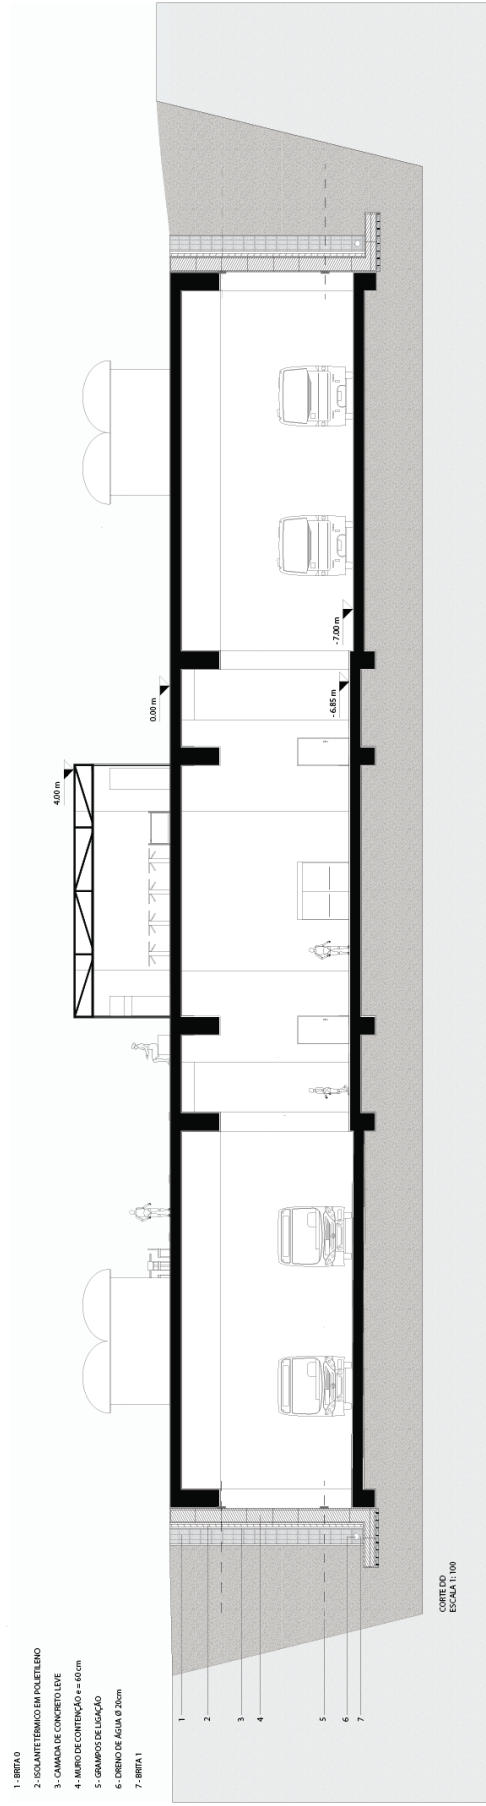 1 - BRITA 0
2 - ISOLANTE TÉRMICO EM POLIETILENO
3 - CAMADA DE CONCRETO LEVE
4 - MURO DE CONTENÇÃO e = 60cm
5 - GRAMPOS DE LIGAÇÃO
6 - DRENO DE ÁGUA Ø 20cm
7 - BRITA 1
4.00 m
0.00 m
- 6.85 m
- 7.00 m
1
2
3
4
5
6
7
CORTE DD
ESCALA 1: 100